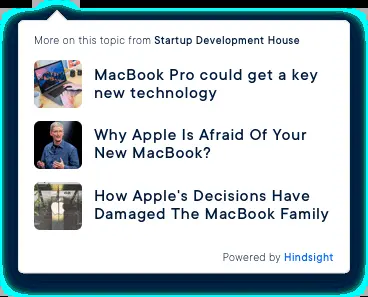 More on this topic from Startup Development House
MacBook Pro could get a key
new technology
Why Apple Is Afraid Of Your
New MacBook?
How Apple's Decisions Have
Damaged The MacBook Family
Powered by Hindsight